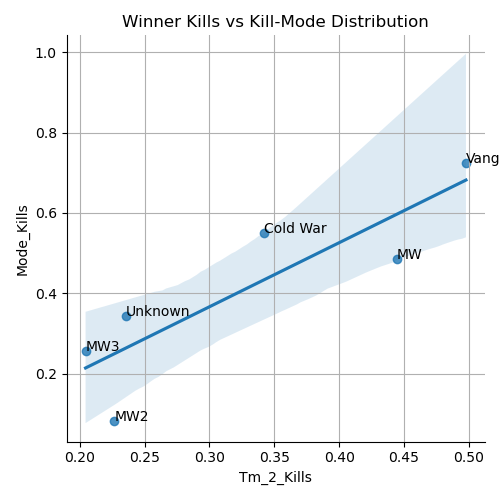 Winner Kills vs Kill-Mode Distribution
1.0
0.8
0.6
0.4
0.2
Mode_Kills
Vang
Cold War
MW
Unknown
MW3
MW2
0.20 0.25 0.30 0.35 0.40 0.45 0.50
Tm_2_Kills